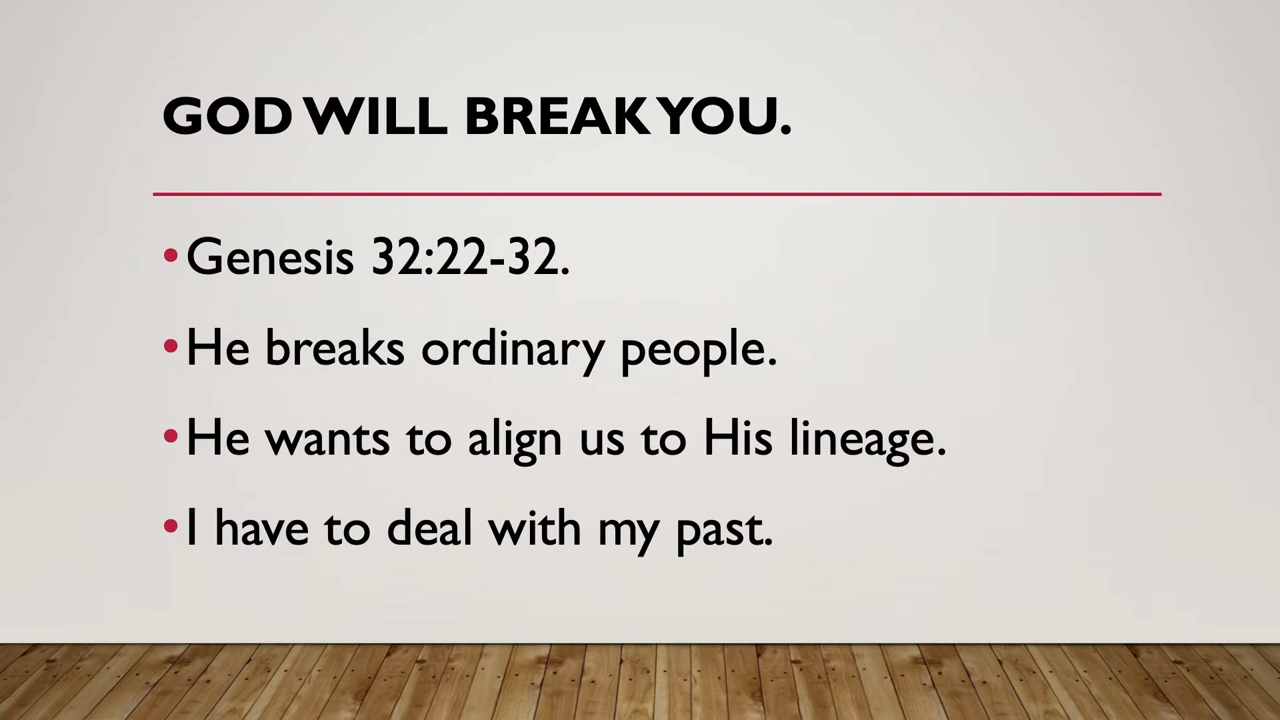 GOD WILL BREAK YOU.
• Genesis 32:22-32.
• He breaks ordinary people.
• He wants to align us to His lineage.
• I have to deal with my past.